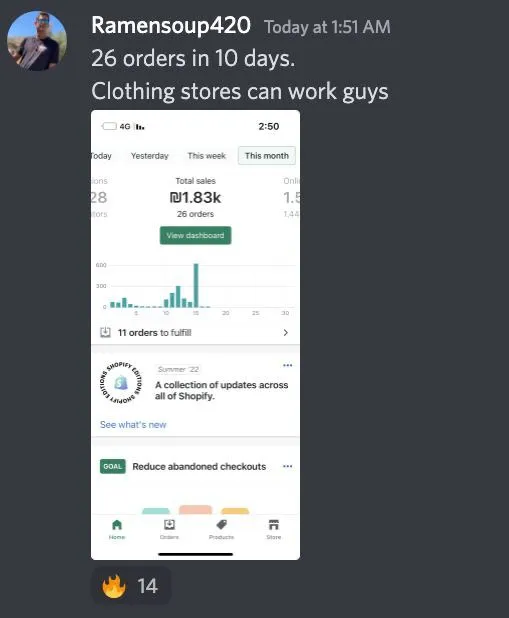 Ramensoup420 Today at 1:51 AM
26 orders in 10 days.
Clothing stores can work guys
4G 2:50
Today Yesterday This week This month
ions Total sales Onli
28 ₪1.83k 1.5
itors 26 orders 1,44
View dashboard
600
300
0
5 10 15 20 25 30
11 orders to fulfill
SHOPIFY EDITIONS SHOPIFY EDITIONS
Summer '22
A collection of updates across
all of Shopify.
See what's new
GOAL Reduce abandoned checkouts
Home Orders Products Store
14